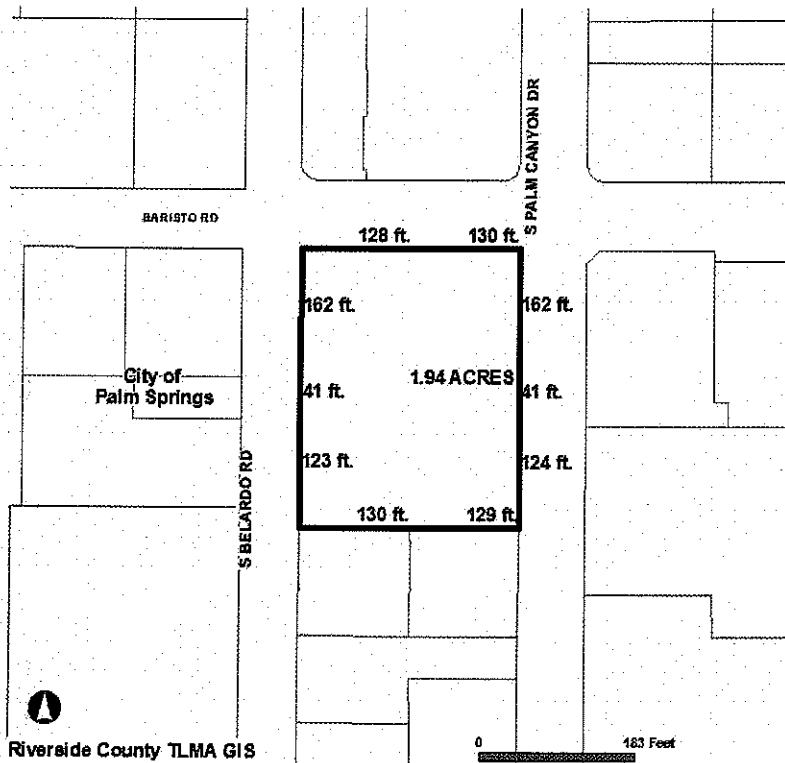 S PALM CANYON DR
BARISTO RD
128 ft. 130 ft.
162 ft. 162 ft.
City of
Palm Springs
1.94 ACRES
41 ft. 41 ft.
123 ft. 124 ft.
S BELARDO RD
130 ft. 129 ft.
Riverside County TLMA GIS
0 183 Feet